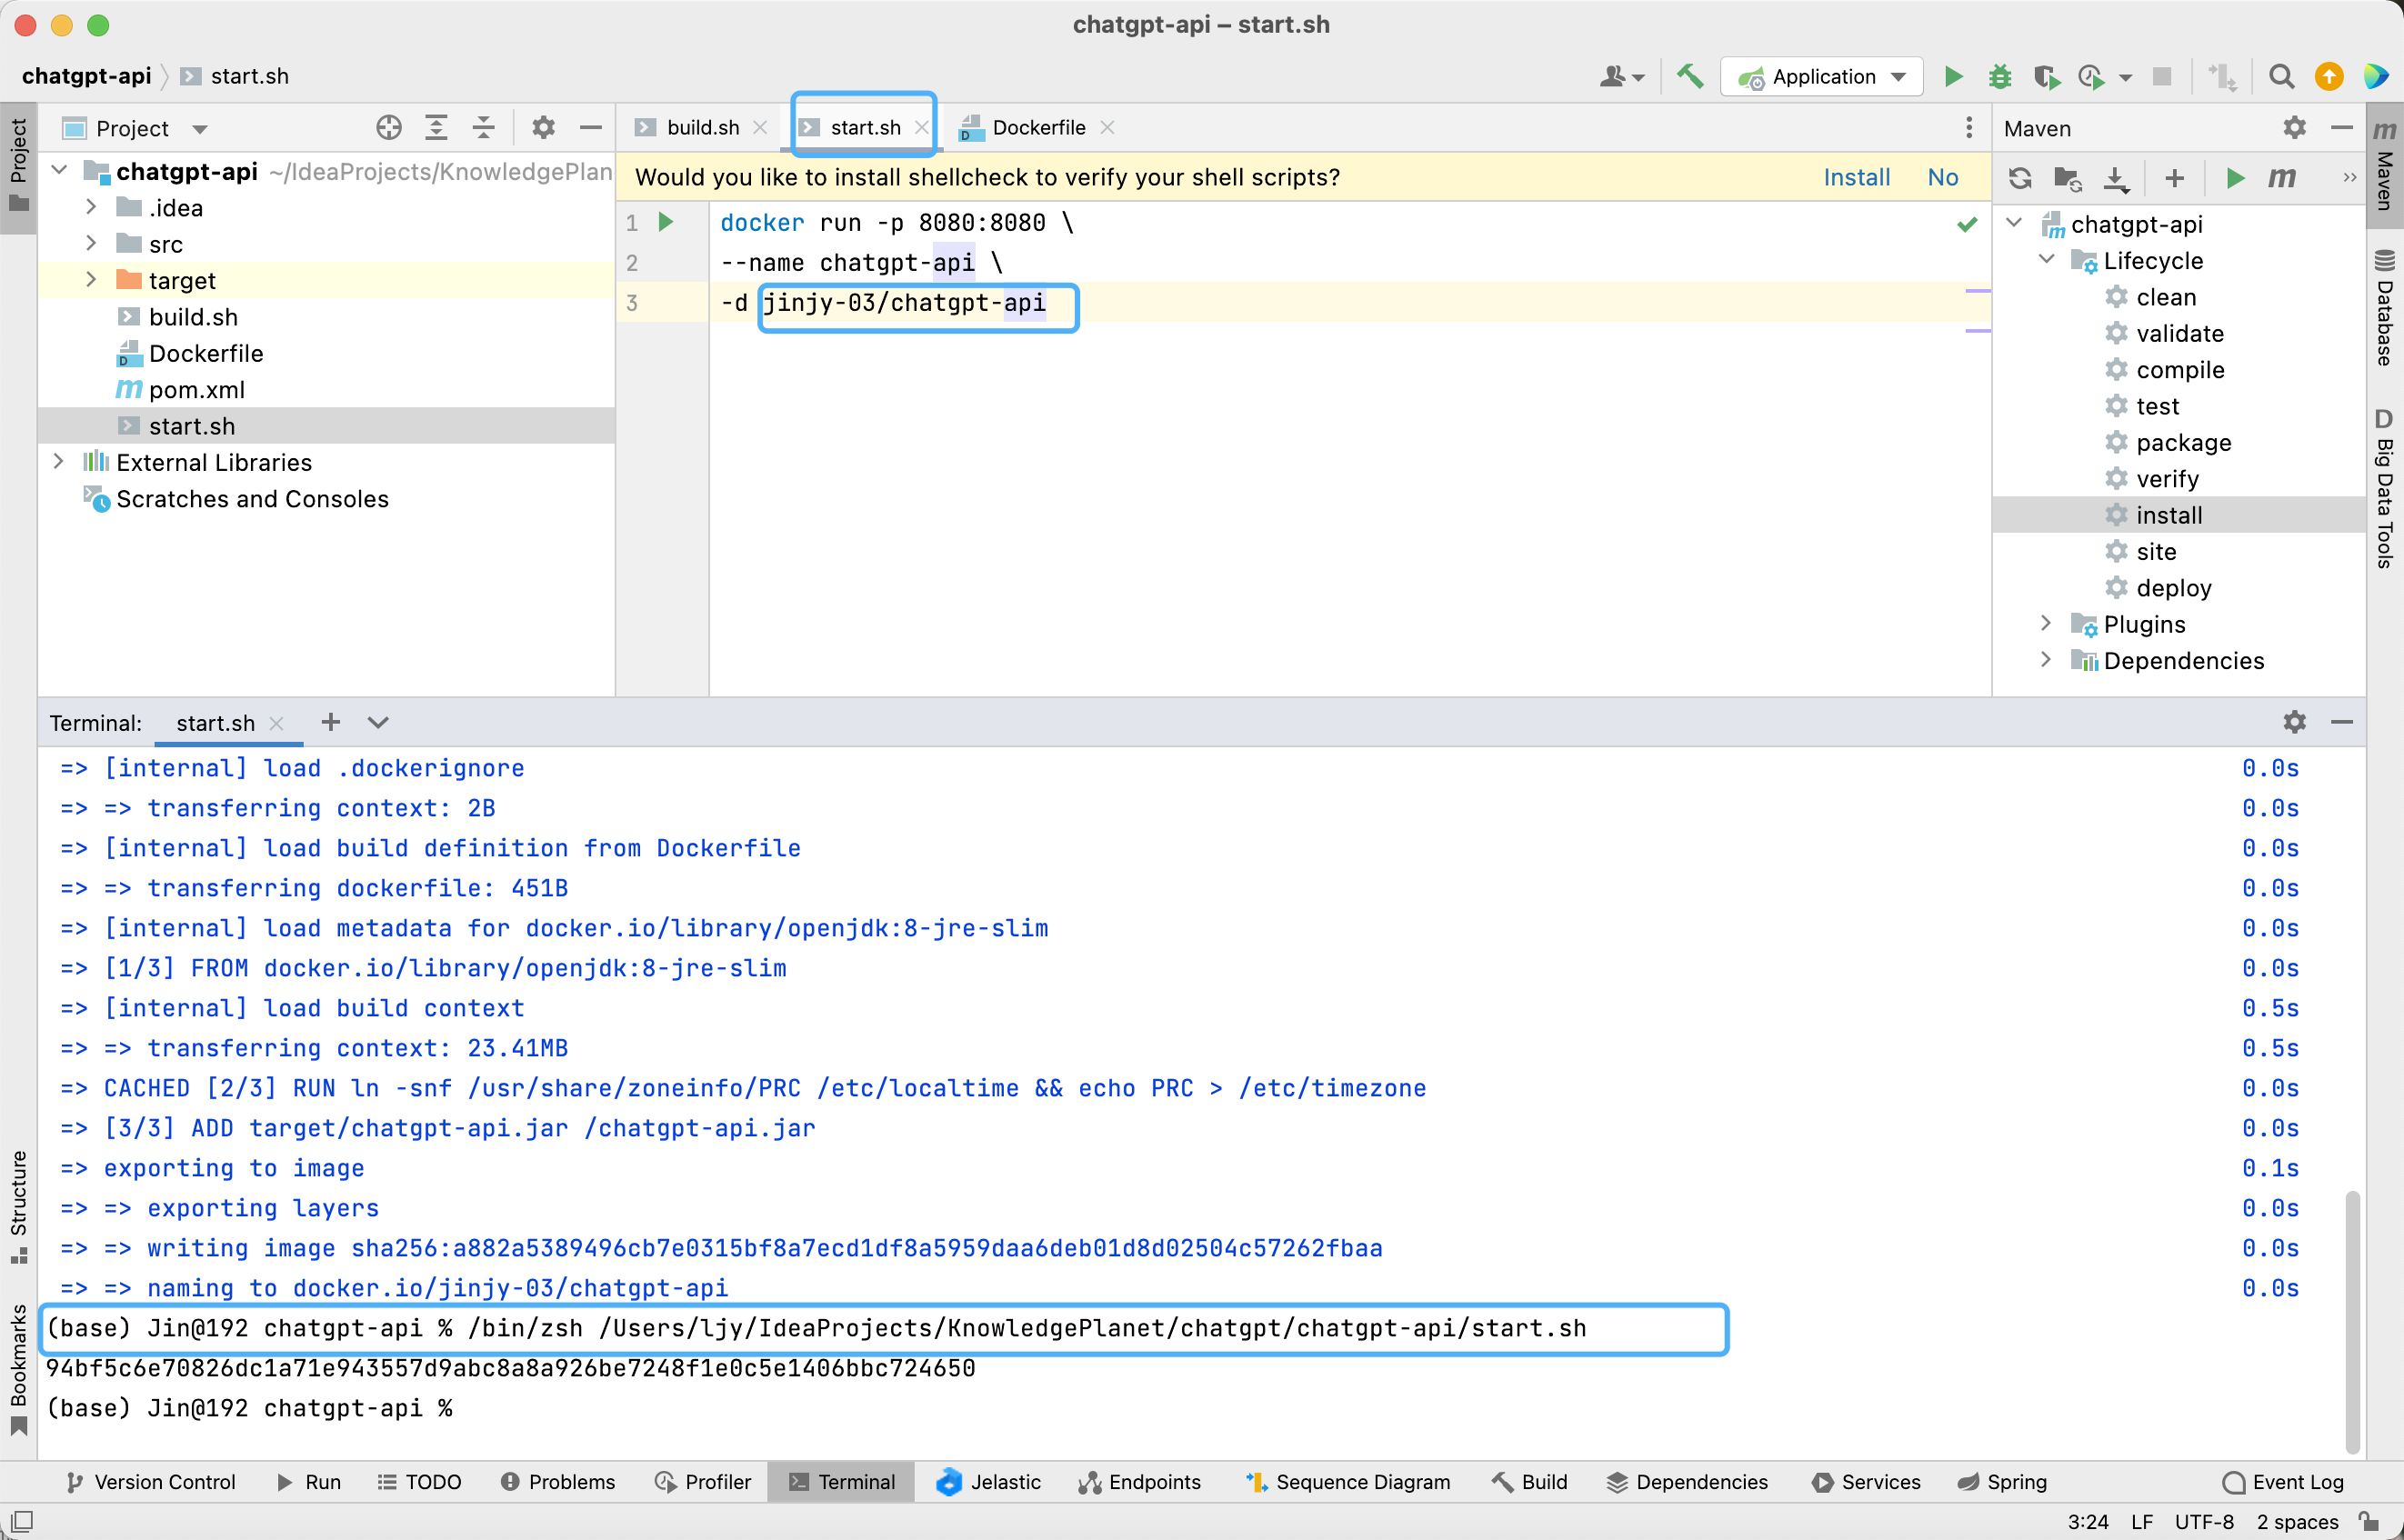 chatgpt-api – start.sh
chatgpt-api
start.sh
Application
Project
Project
build.sh
start.sh
Dockerfile
Maven
Maven
Database
D Big Data Tools
chatgpt-api ~/IdeaProjects/KnowledgePlan
.idea
src
target
build.sh
Dockerfile
pom.xml
start.sh
External Libraries
Scratches and Consoles
Would you like to install shellcheck to verify your shell scripts?
Install No
1 docker run -p 8080:8080 \
2 --name chatgpt-api \
3 -d jinjy-03/chatgpt-api
chatgpt-api
Lifecycle
clean
validate
compile
test
package
verify
install
site
deploy
Plugins
Dependencies
Terminal: start.sh
=> [internal] load .dockerignore 0.0s
=> => transferring context: 2B 0.0s
=> [internal] load build definition from Dockerfile 0.0s
=> => transferring dockerfile: 451B 0.0s
=> [internal] load metadata for docker.io/library/openjdk:8-jre-slim 0.0s
=> [1/3] FROM docker.io/library/openjdk:8-jre-slim 0.0s
=> [internal] load build context 0.5s
=> => transferring context: 23.41MB 0.5s
=> CACHED [2/3] RUN ln -snf /usr/share/zoneinfo/PRC /etc/localtime && echo PRC > /etc/timezone 0.0s
=> [3/3] ADD target/chatgpt-api.jar /chatgpt-api.jar 0.0s
=> exporting to image 0.1s
=> => exporting layers 0.0s
=> => writing image sha256:a882a5389496cb7e0315bf8a7ecd1df8a5959daa6deb01d8d02504c57262fbaa 0.0s
=> => naming to docker.io/jinjy-03/chatgpt-api 0.0s
(base) Jin@192 chatgpt-api % /bin/zsh /Users/ljy/IdeaProjects/KnowledgePlanet/chatgpt/chatgpt-api/start.sh
94bf5c6e70826dc1a71e943557d9abc8a8a926be7248f1e0c5e1406bbc724650
(base) Jin@192 chatgpt-api %
Structure
Bookmarks
Version Control Run TODO Problems Profiler Terminal Jelastic Endpoints Sequence Diagram Build Dependencies Services Spring Event Log
3:24 LF UTF-8 2 spaces